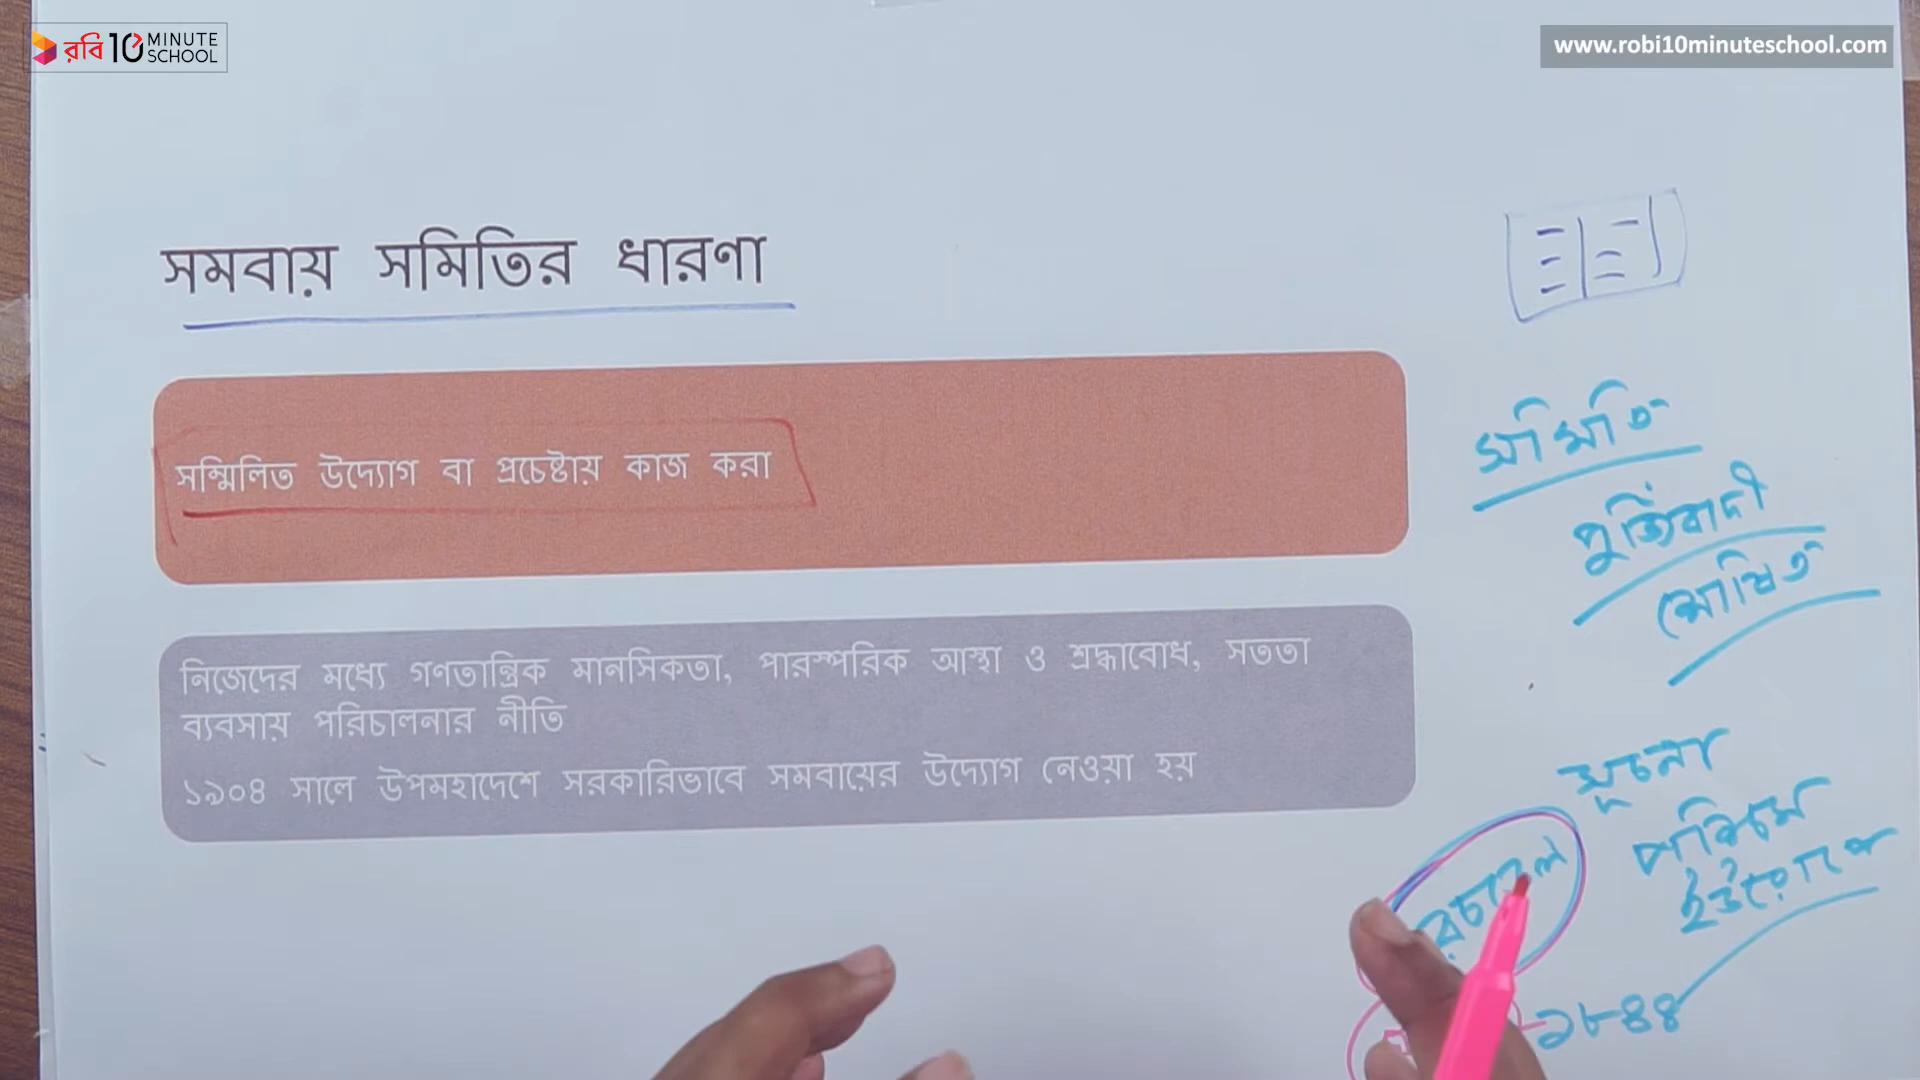 রবি 10 MINUTE SCHOOL
www.robi10minuteschool.com
সমবায় সমিতির ধারণা
সম্মিলিত উদ্যোগ বা প্রচেষ্টায় কাজ করা
নিজেদের মধ্যে গণতান্ত্রিক মানসিকতা, পারস্পরিক আস্থা ও শ্রদ্ধাবোধ, সততা
ব্যবসায় পরিচালনার নীতি
১৯০৪ সালে উপমহাদেশে সরকারিভাবে সমবায়ের উদ্যোগ নেওয়া হয়
সমিতি
পুজিঁবাদী
শোষিত
সূচনা
পশ্চিম
ইউরোপে
১৮৪৪